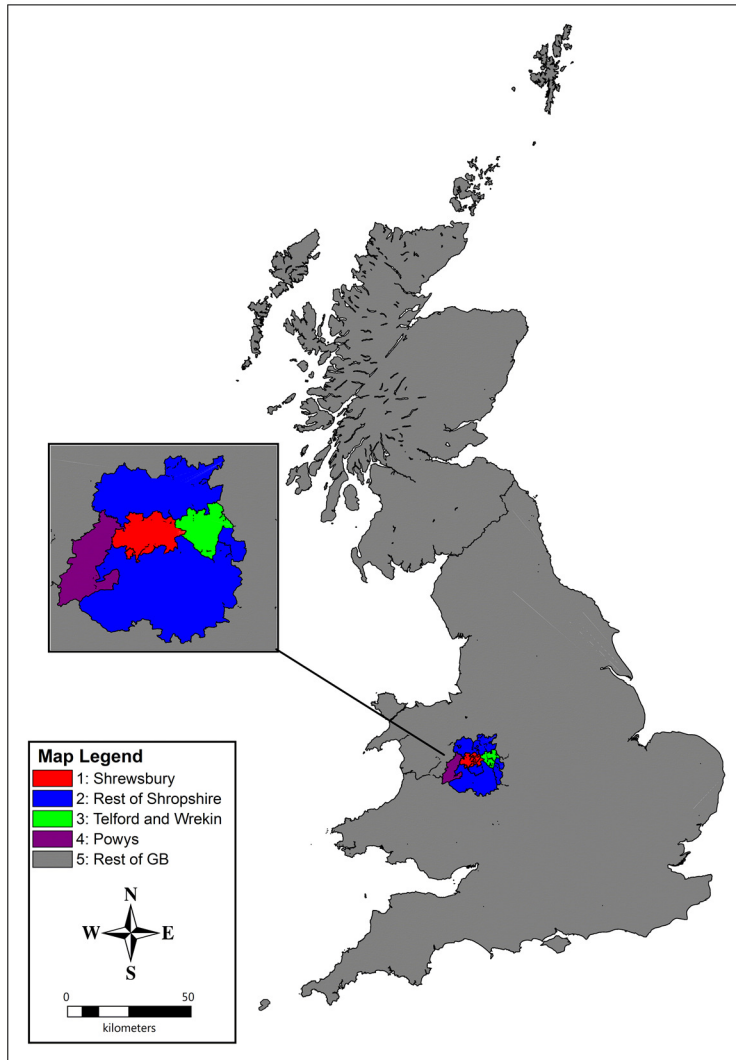 Map Legend
1: Shrewsbury
2: Rest of Shropshire
3: Telford and Wrekin
4: Powys
5: Rest of GB
N
W E
S
0 50
kilometers